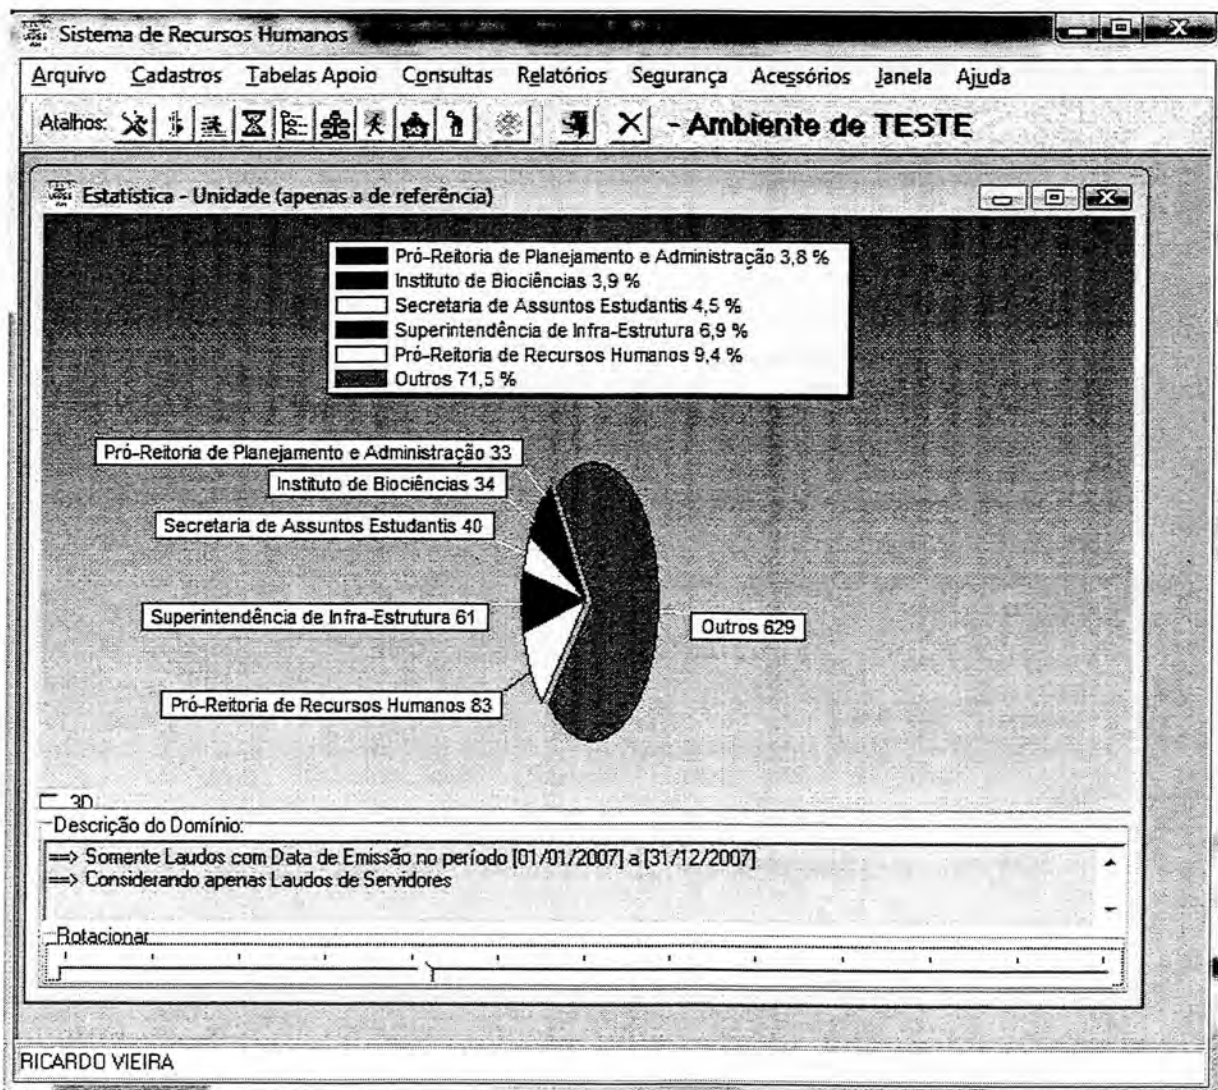 Sistema de Recursos Humanos
Arquivo Cadastros Tabelas Apoio Consultas Relatórios Segurança Acessórios Janela Ajuda
Atalhos: - Ambiente de TESTE
Estatística - Unidade (apenas a de referência)
Pró-Reitoria de Planejamento e Administração 3,8 %
Instituto de Biociências 3,9 %
Secretaria de Assuntos Estudantis 4,5 %
Superintendência de Infra-Estrutura 6,9 %
Pró-Reitoria de Recursos Humanos 9,4 %
Outros 71,5 %
Pró-Reitoria de Planejamento e Administração 33
Instituto de Biociências 34
Secretaria de Assuntos Estudantis 40
Superintendência de Infra-Estrutura 61
Outros 629
Pró-Reitoria de Recursos Humanos 83
3D
Descrição do Domínio:
==> Somente Laudos com Data de Emissão no período [01/01/2007] a [31/12/2007]
==> Considerando apenas Laudos de Servidores
Rotacionar
RICARDO VIEIRA